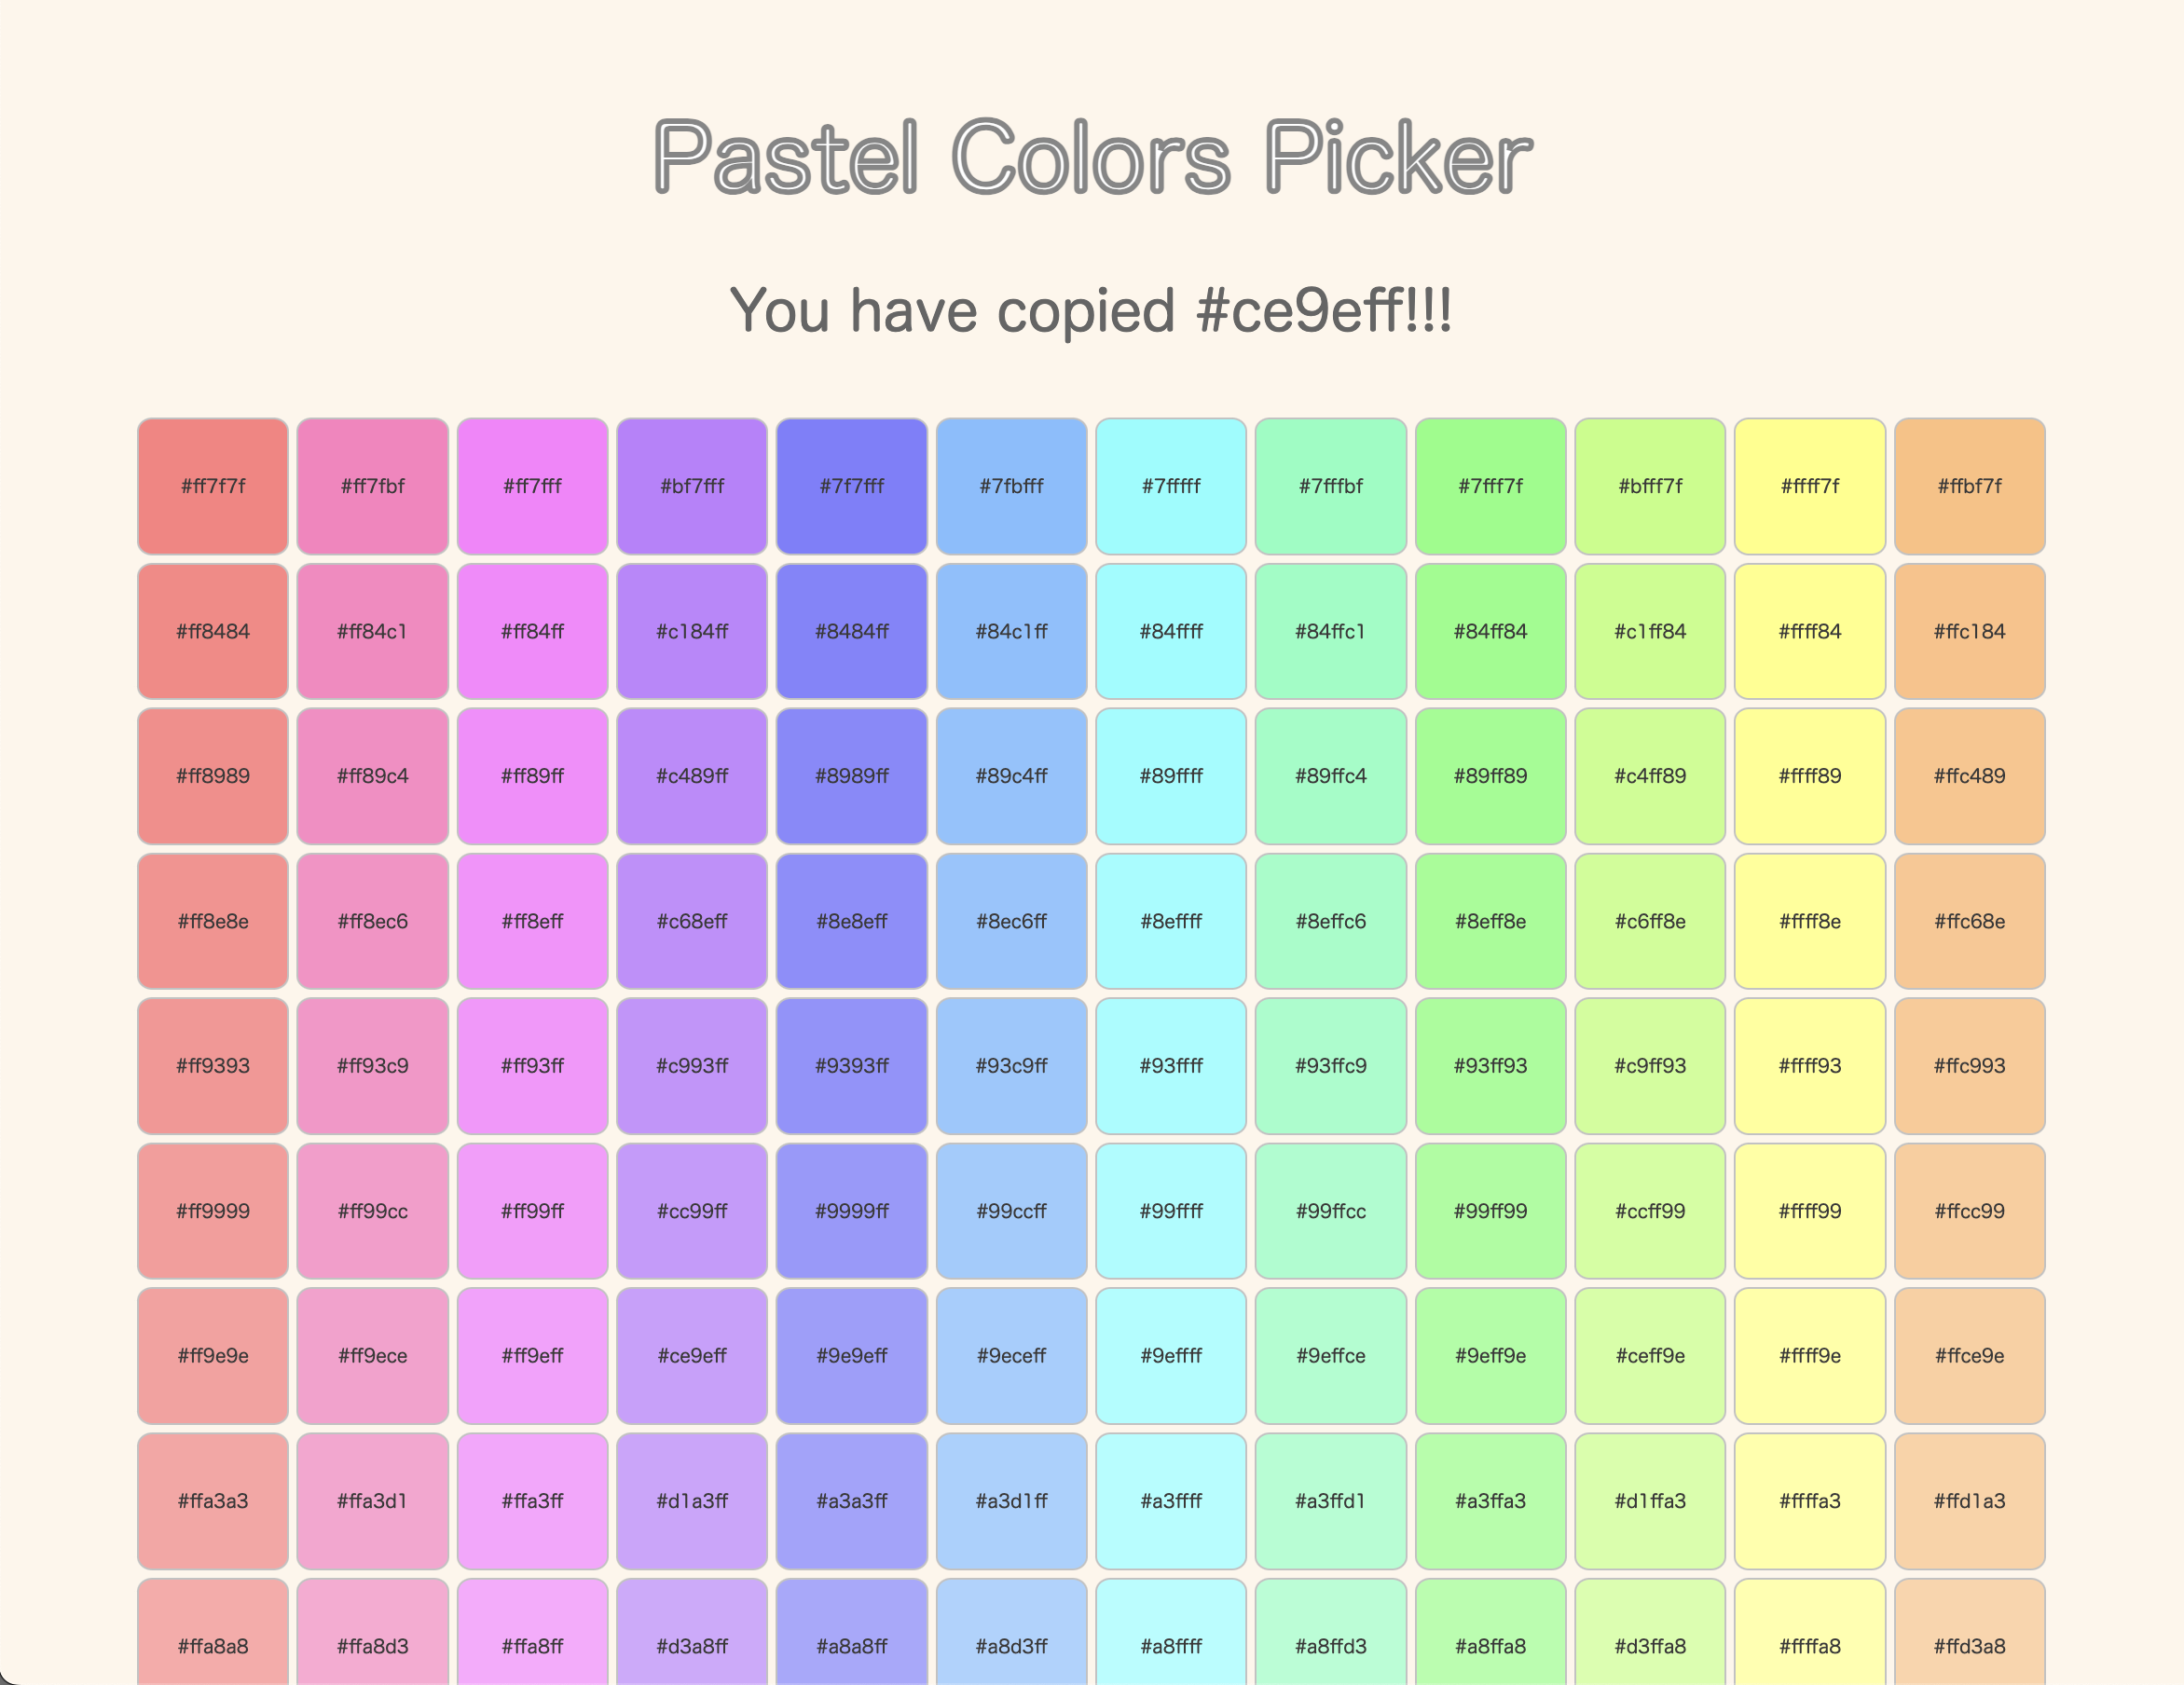 Pastel Colors Picker
You have copied #ce9eff!!!
#ff7f7f #ff7fbf #ff7fff #bf7fff #7f7fff #7fbfff #7fffff #7fffbf #7fff7f #bfff7f #ffff7f #ffbf7f
#ff8484 #ff84c1 #ff84ff #c184ff #8484ff #84c1ff #84ffff #84ffc1 #84ff84 #c1ff84 #ffff84 #ffc184
#ff8989 #ff89c4 #ff89ff #c489ff #8989ff #89c4ff #89ffff #89ffc4 #89ff89 #c4ff89 #ffff89 #ffc489
#ff8e8e #ff8ec6 #ff8eff #c68eff #8e8eff #8ec6ff #8effff #8effc6 #8eff8e #c6ff8e #ffff8e #ffc68e
#ff9393 #ff93c9 #ff93ff #c993ff #9393ff #93c9ff #93ffff #93ffc9 #93ff93 #c9ff93 #ffff93 #ffc993
#ff9999 #ff99cc #ff99ff #cc99ff #9999ff #99ccff #99ffff #99ffcc #99ff99 #ccff99 #ffff99 #ffcc99
#ff9e9e #ff9ece #ff9eff #ce9eff #9e9eff #9eceff #9effff #9effce #9eff9e #ceff9e #ffff9e #ffce9e
#ffa3a3 #ffa3d1 #ffa3ff #d1a3ff #a3a3ff #a3d1ff #a3ffff #a3ffd1 #a3ffa3 #d1ffa3 #ffffa3 #ffd1a3
#ffa8a8 #ffa8d3 #ffa8ff #d3a8ff #a8a8ff #a8d3ff #a8ffff #a8ffd3 #a8ffa8 #d3ffa8 #ffffa8 #ffd3a8